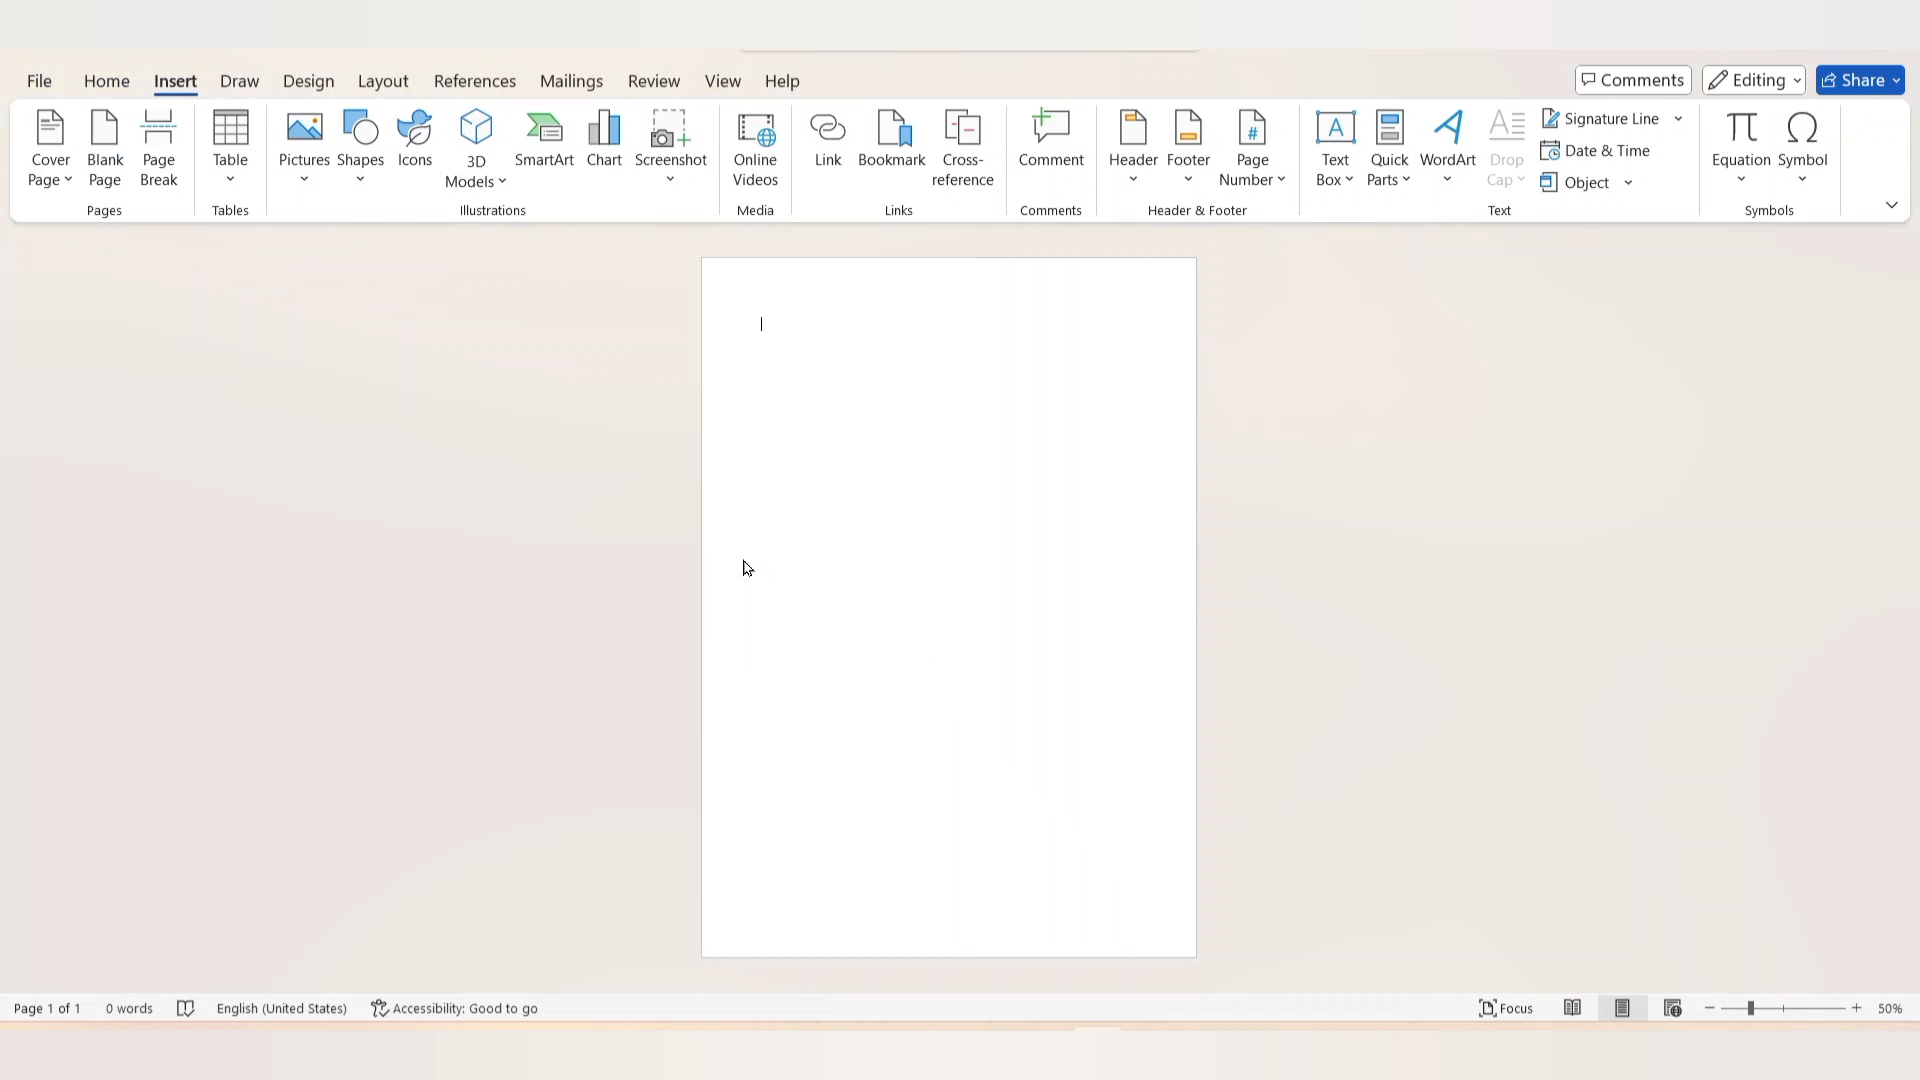 File Home Insert Draw Design Layout References Mailings Review View Help Comments Editing Share
Cover Page
Blank Page
Page Break
Pages
Table
Tables
Pictures
Shapes
Icons
3D Models
SmartArt
Chart
Screenshot
Illustrations
Online Videos
Media
Link
Bookmark
Cross-reference
Links
Comment
Comments
Header
Footer
Page Number
Header & Footer
Text Box
Quick Parts
WordArt
Drop Cap
Signature Line
Date & Time
Object
Text
Equation
Symbol
Symbols
Page 1 of 1 0 words English (United States) Accessibility: Good to go Focus 50%